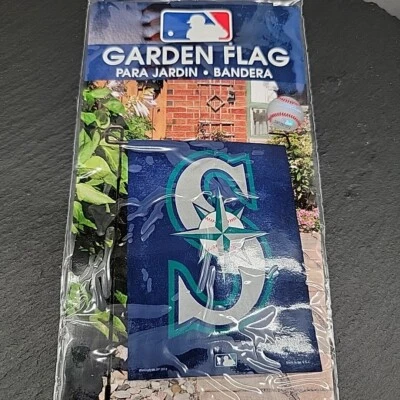 GARDEN FLAG
PARA JARDIN • BANDERA
S